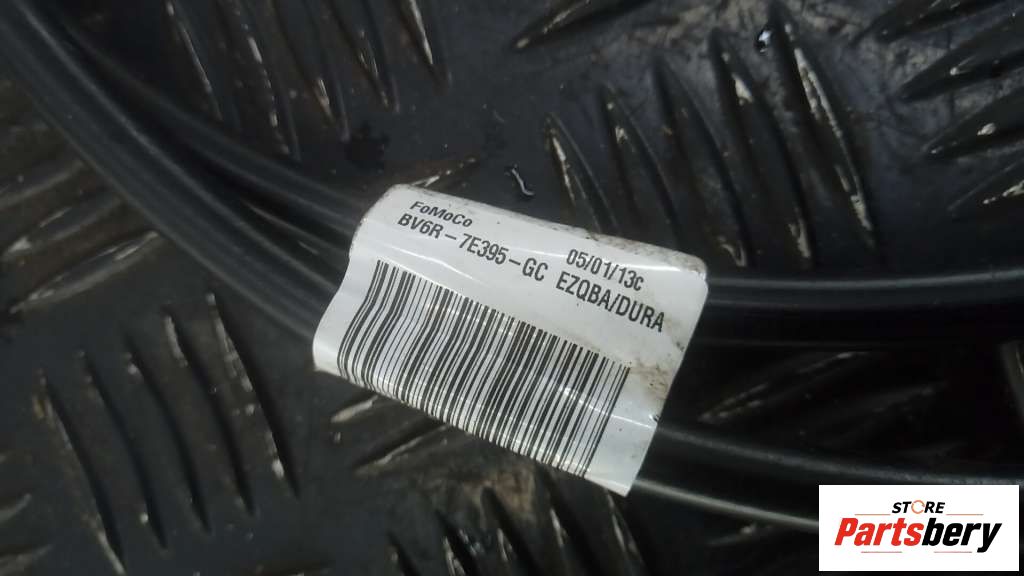 FoMoCo
BV6R-7E395-GC EZQBA/DURA
05/01/13c
STORE
Partsbery